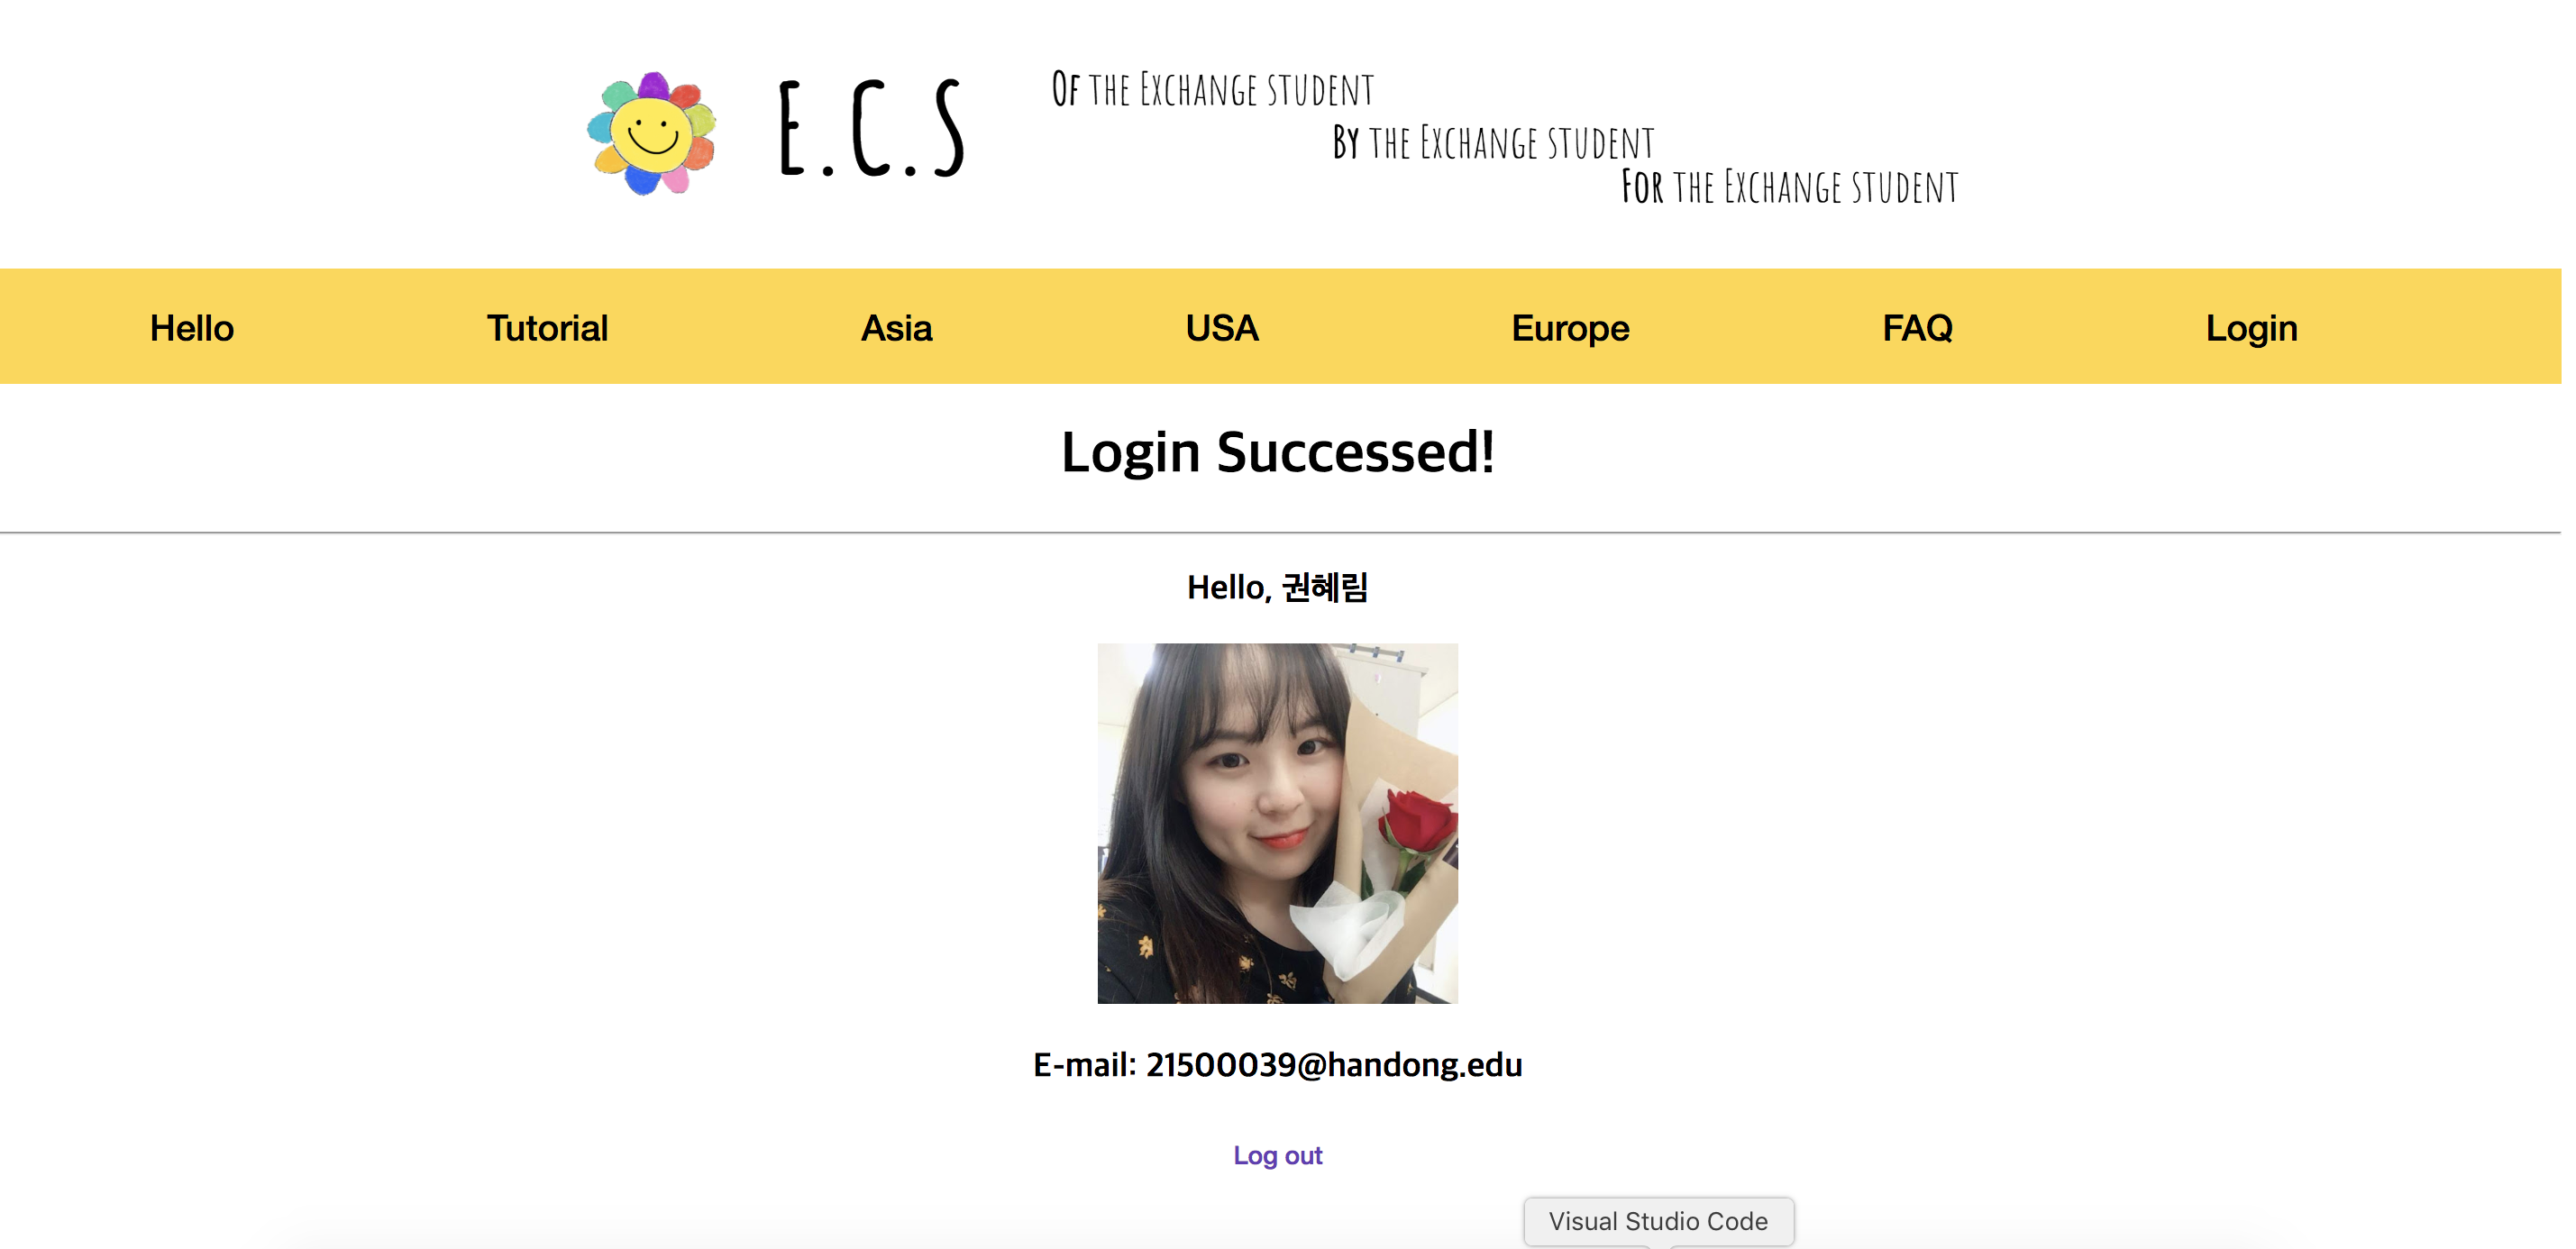 E.C.S
OF THE EXCHANGE STUDENT
BY THE EXCHANGE STUDENT
FOR THE EXCHANGE STUDENT
Hello Tutorial Asia USA Europe FAQ Login
Login Successed!
Hello, 권혜림
E-mail: 21500039@handong.edu
Log out
Visual Studio Code